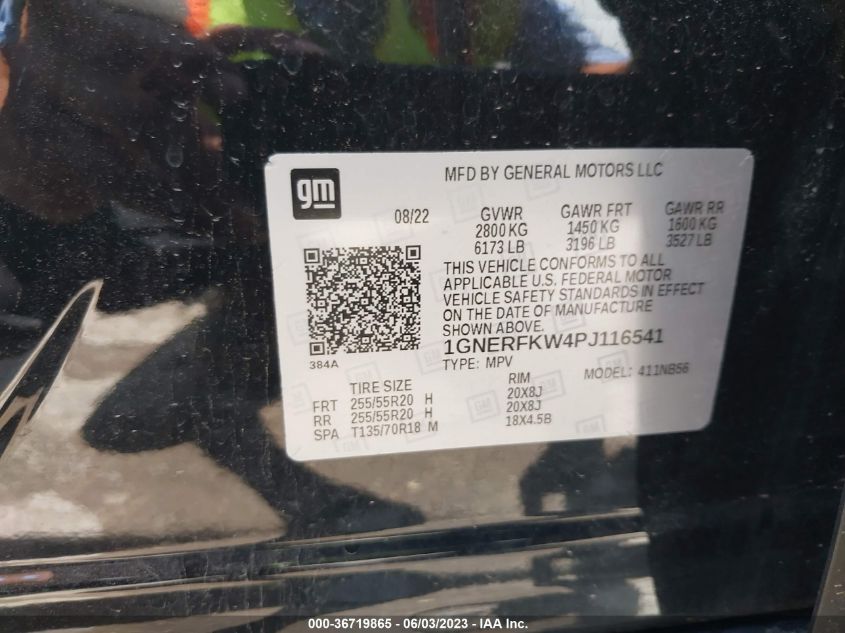 gm
MFD BY GENERAL MOTORS LLC
08/22
GVWR GAWR FRT GAWR RR
2800 KG 1450 KG 1600 KG
6173 LB 3196 LB 3527 LB
THIS VEHICLE CONFORMS TO ALL
APPLICABLE U.S. FEDERAL MOTOR
VEHICLE SAFETY STANDARDS IN EFFECT
ON THE DATE OF MANUFACTURE
SHOWN ABOVE.
384A
1GNERFKW4PJ116541
TYPE: MPV MODEL: 411NB56
TIRE SIZE RIM
FRT 255/55R20 H 20X8J
RR 255/55R20 H 20X8J
SPA T135/70R18 M 18X4.5B
000-36719865 - 06/03/2023 - IAAI.com